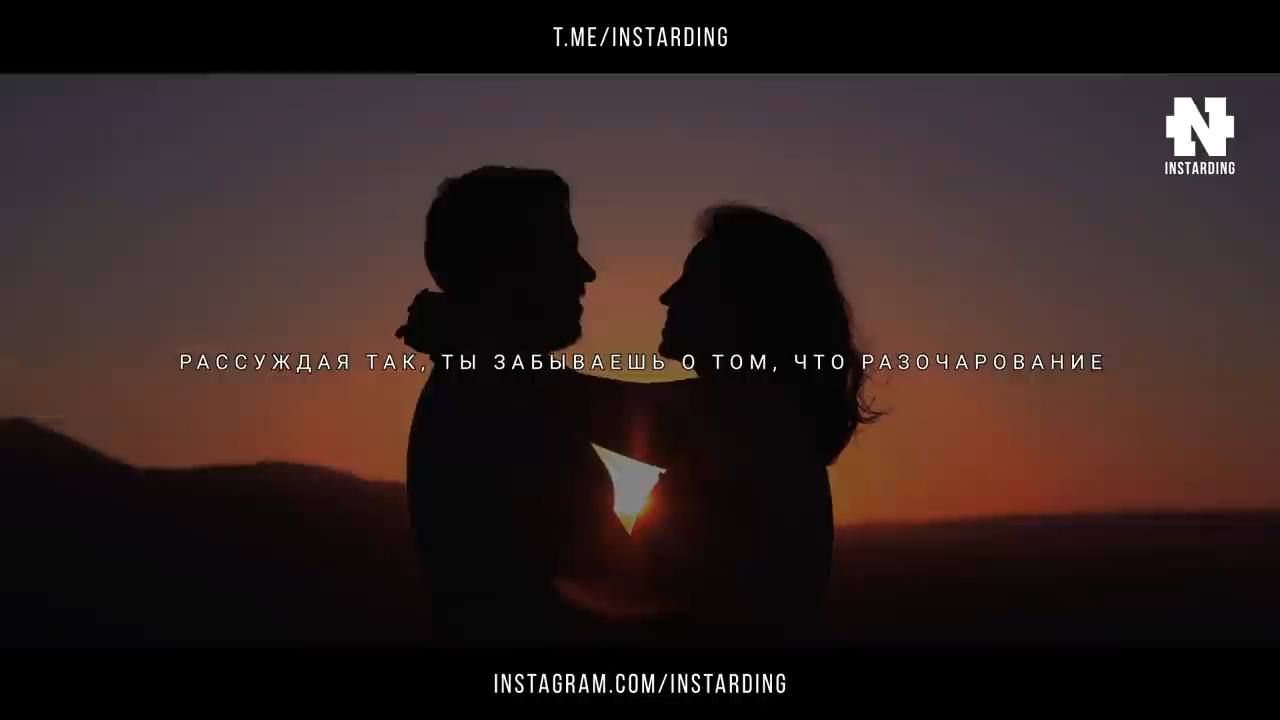 T.ME/INSTARDING
N
INSTARDING
РАССУЖДАЯ ТАК, ТЫ ЗАБЫВАЕШЬ О ТОМ, ЧТО РАЗОЧАРОВАНИЕ
INSTAGRAM.COM/INSTARDING